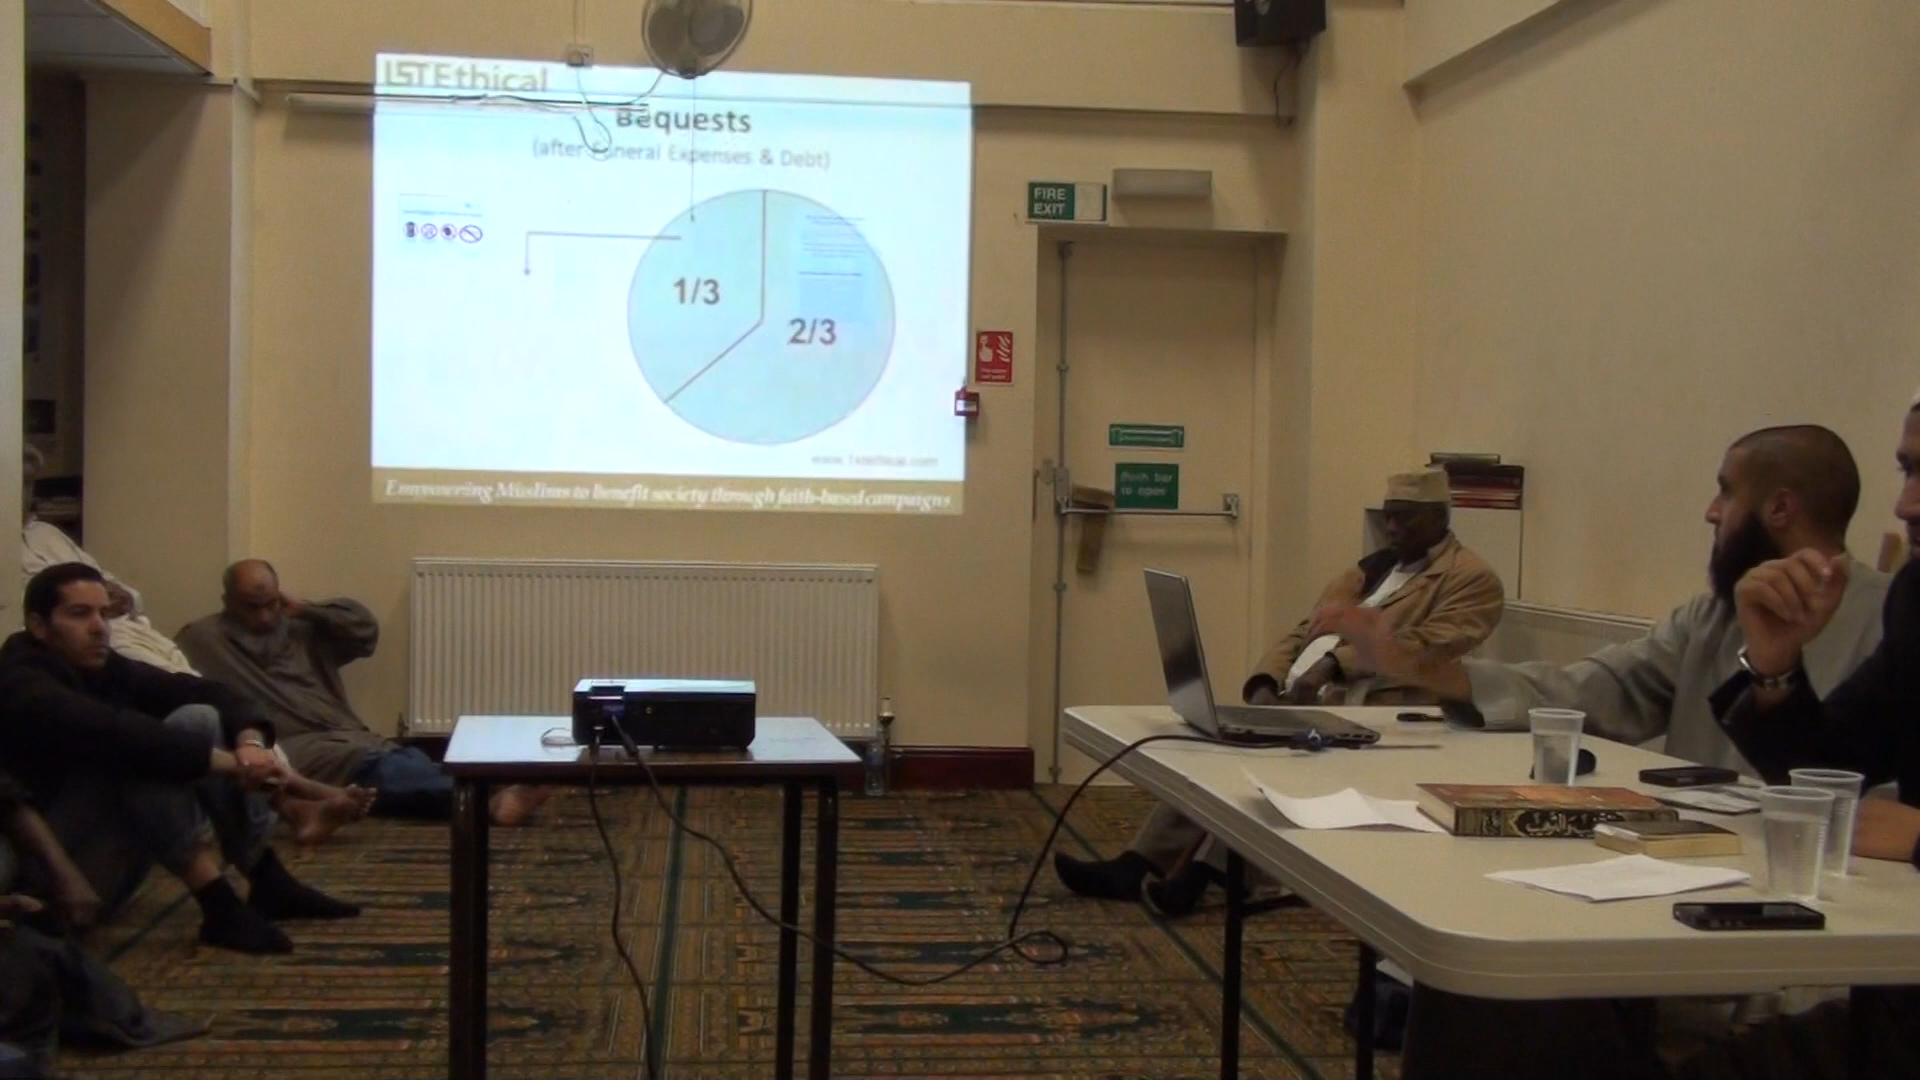 1STEthical
Bequests
(after Funeral Expenses & Debt)
1/3
2/3
www.1stethical.com
Empowering Muslims to benefit society through faith-based campaigns
FIRE
EXIT
Push bar
to open